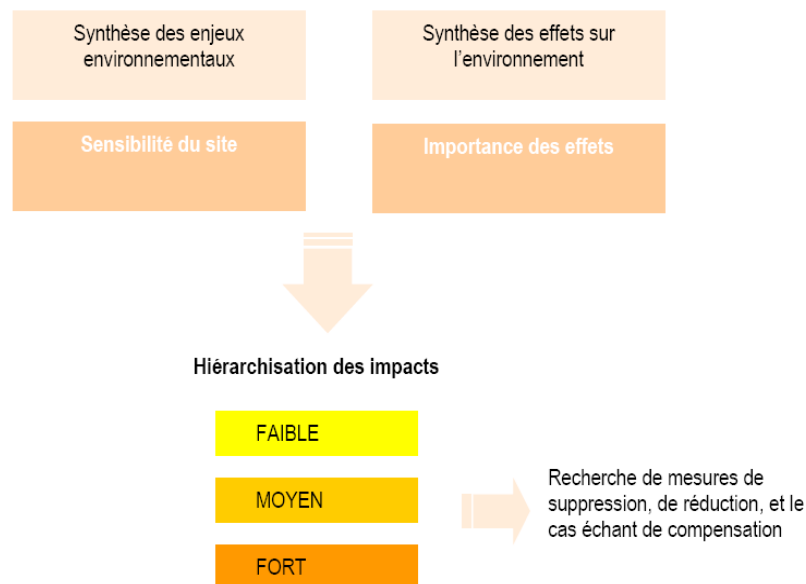 Synthèse des enjeux
environnementaux
Synthèse des effets sur
l'environnement
Sensibilité du site
Importance des effets
Hiérarchisation des impacts
FAIBLE
MOYEN
FORT
Recherche de mesures de
suppression, de réduction, et le
cas échant de compensation